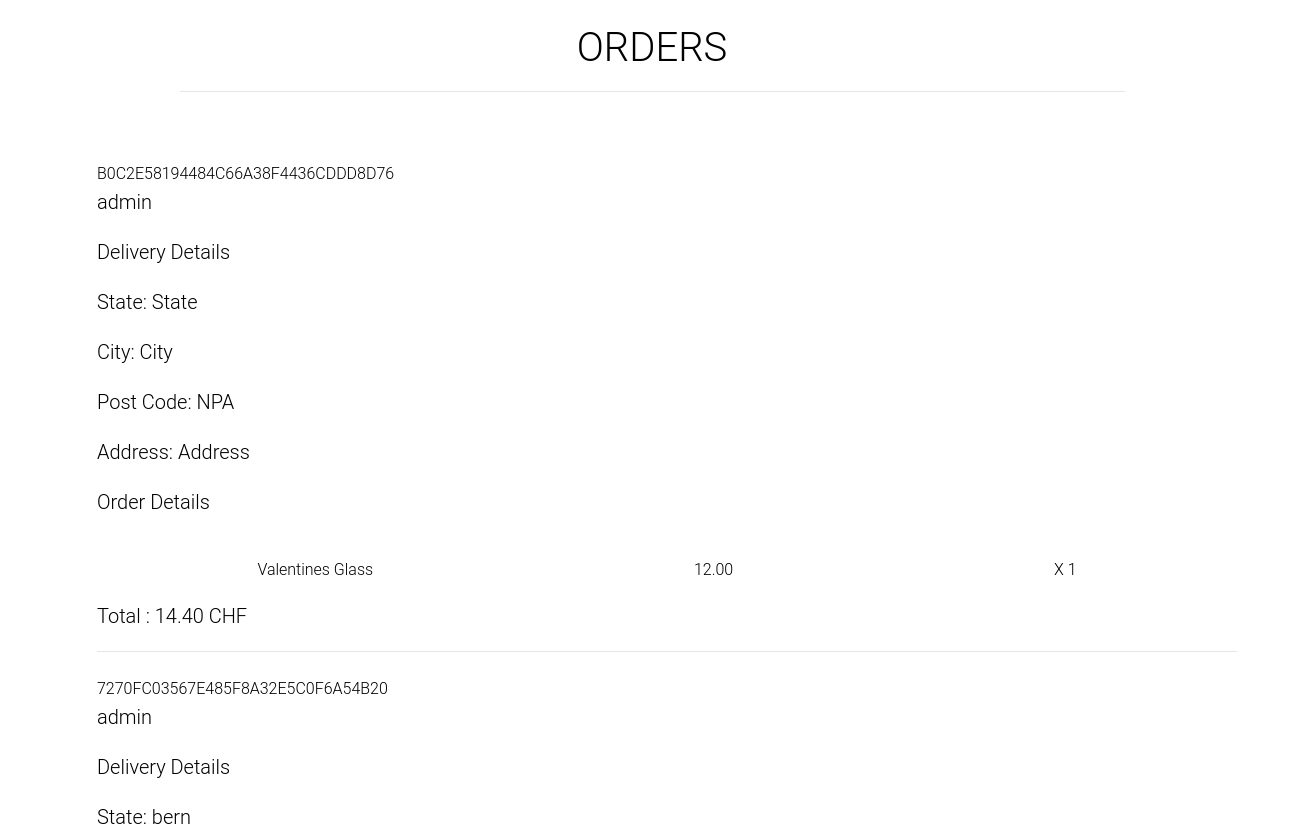 ORDERS
B0C2E58194484C66A38F4436CDDD8D76
admin
Delivery Details
State: State
City: City
Post Code: NPA
Address: Address
Order Details
Valentines Glass 12.00 X 1
Total : 14.40 CHF
7270FC03567E485F8A32E5C0F6A54B20
admin
Delivery Details
State: bern